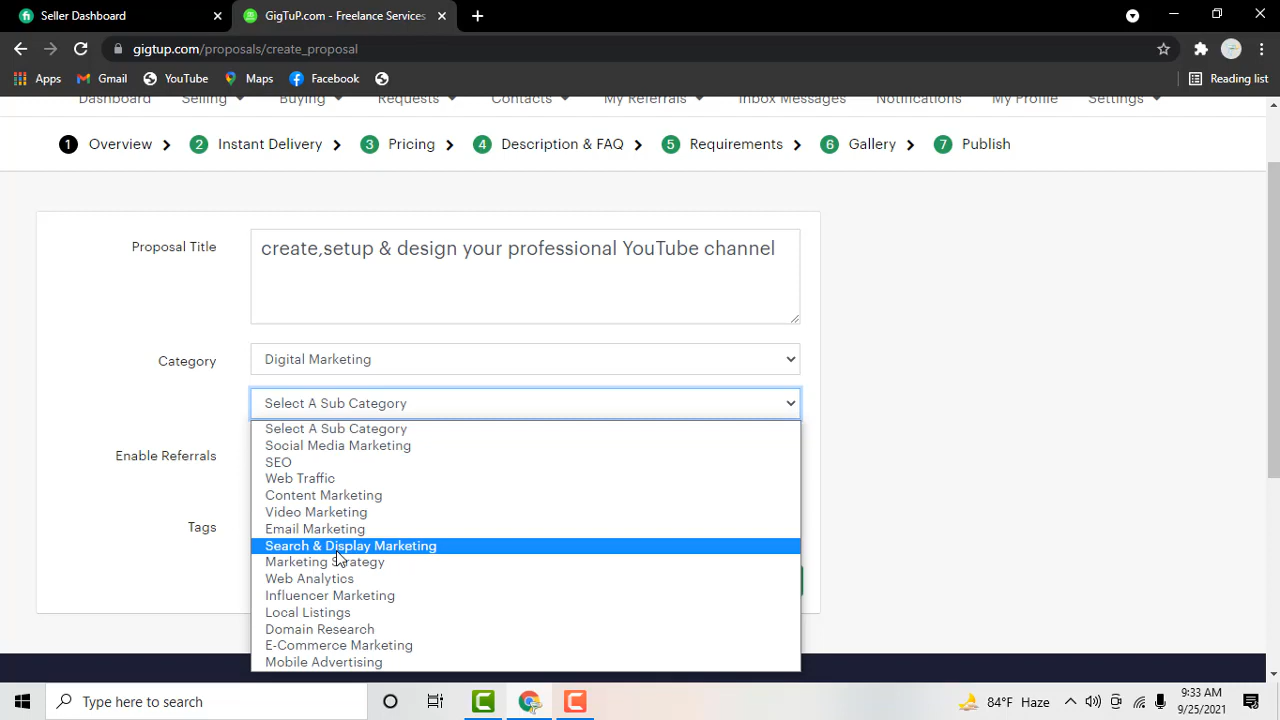 Seller Dashboard
GigTuP.com - Freelance Services
gigtup.com/proposals/create_proposal
Apps Gmail YouTube Maps Facebook Reading list
Dashboard Selling Buying Requests Contacts My Referrals Inbox Messages Notifications My Profile Settings
1 Overview 2 Instant Delivery 3 Pricing 4 Description & FAQ 5 Requirements 6 Gallery 7 Publish
Proposal Title
create,setup & design your professional YouTube channel
Category
Digital Marketing
Select A Sub Category
Select A Sub Category
Social Media Marketing
Enable Referrals
SEO
Web Traffic
Content Marketing
Video Marketing
Tags
Email Marketing
Search & Display Marketing
Marketing Strategy
Web Analytics
Influencer Marketing
Local Listings
Domain Research
E-Commerce Marketing
Mobile Advertising
Type here to search
84°F Haze
9:33 AM
9/25/2021